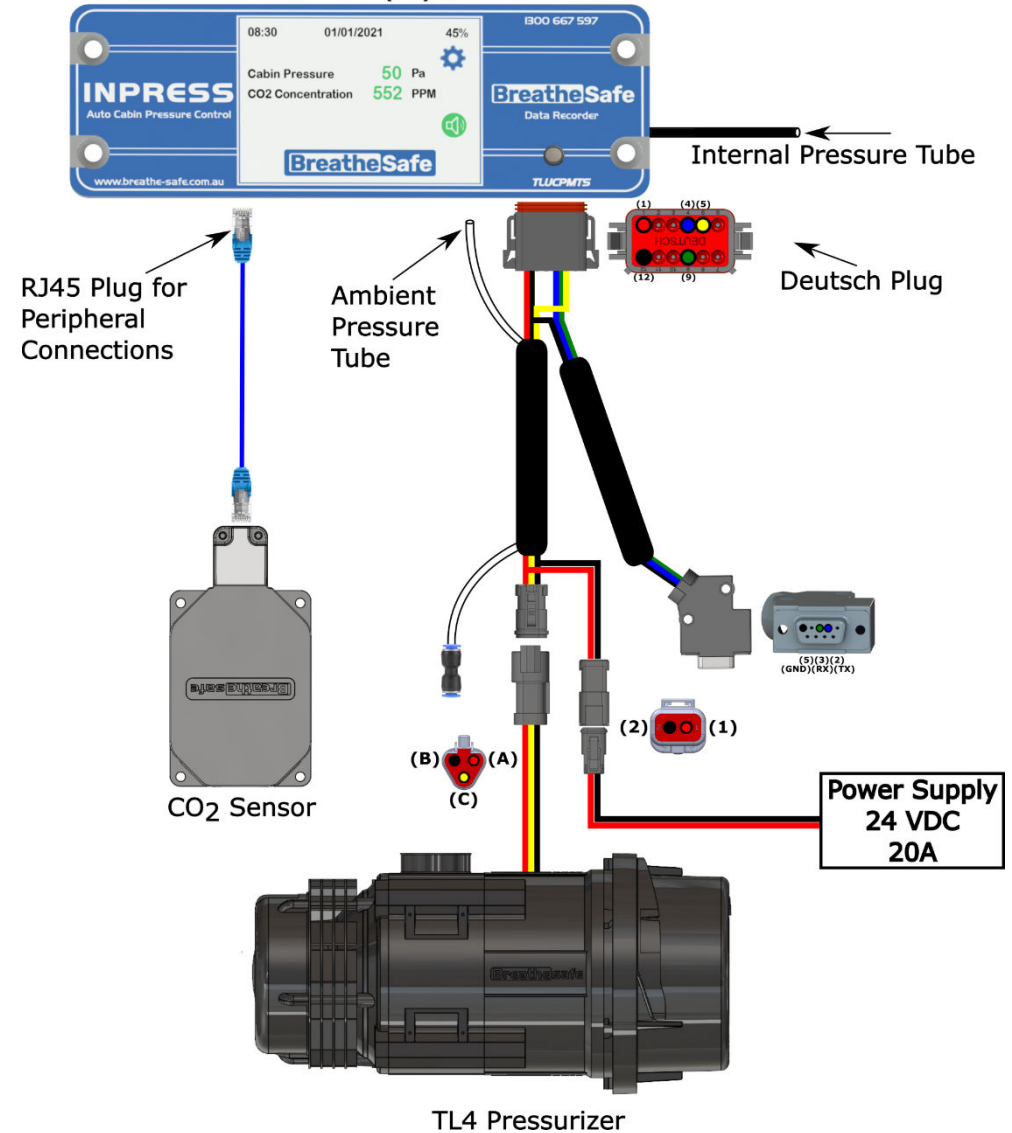 1300 667 597
08:30 01/01/2021 45%
Cabin Pressure 50 Pa
CO2 Concentration 552 PPM
INPRESS
Auto Cabin Pressure Control
BreatheSafe
Data Recorder
BreatheSafe
www.breathe-safe.com.au
TLUCPMTS
Internal Pressure Tube
(1) (4)(5)
DEUTSCH
(12) (9)
Deutsch Plug
RJ45 Plug for
Peripheral
Connections
Ambient
Pressure
Tube
Breathesafe
CO2 Sensor
(5)(3)(2)
(GND)(RX)(TX)
(2) (1)
(B) (A)
(C)
Power Supply
24 VDC
20A
Breathesafe
TL4 Pressurizer